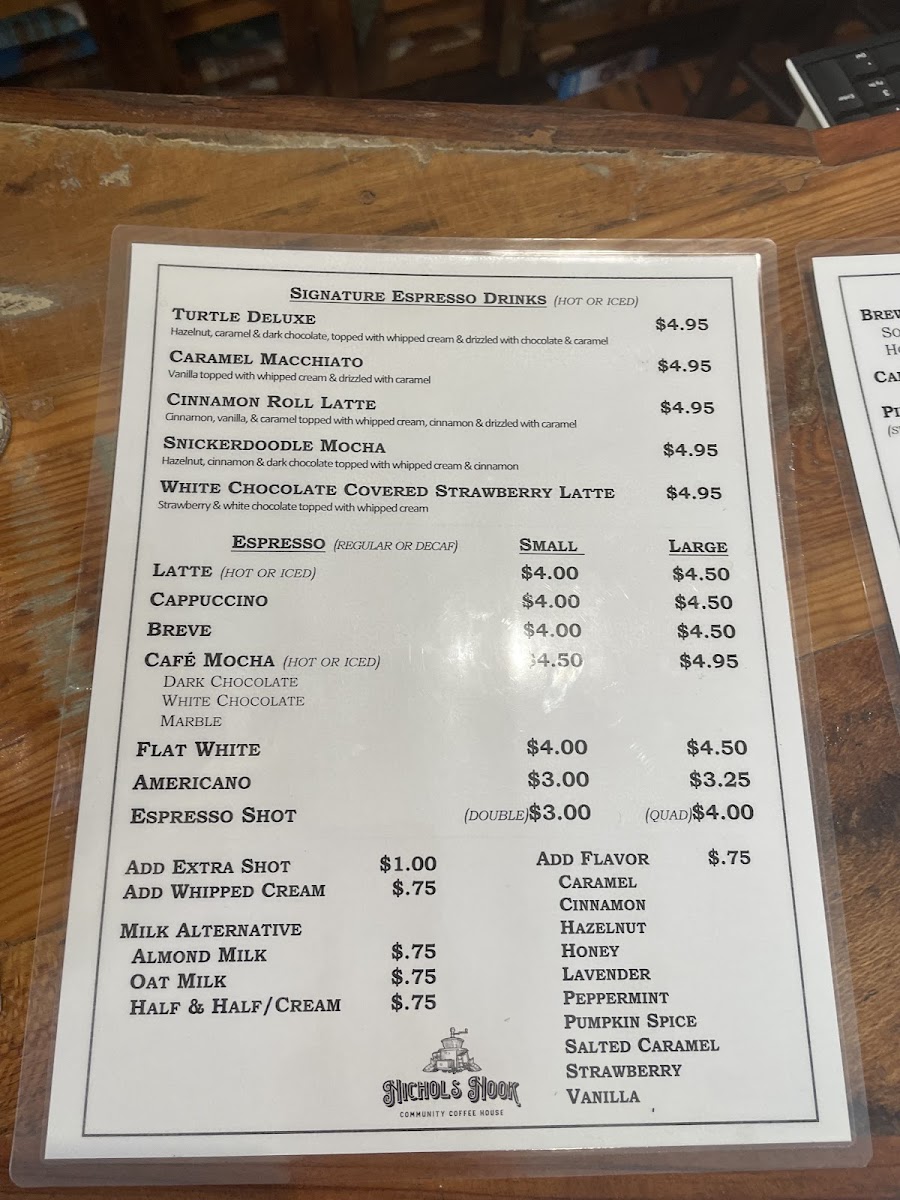 SIGNATURE ESPRESSO DRINKS (HOT OR ICED)
TURTLE DELUXE $4.95
Hazelnut, caramel & dark chocolate, topped with whipped cream & drizzled with chocolate & caramel
CARAMEL MACCHIATO $4.95
Vanilla topped with whipped cream & drizzled with caramel
CINNAMON ROLL LATTE $4.95
Cinnamon, vanilla, & caramel topped with whipped cream, cinnamon & drizzled with caramel
SNICKERDOODLE MOCHA $4.95
Hazelnut, cinnamon & dark chocolate topped with whipped cream & cinnamon
WHITE CHOCOLATE COVERED STRAWBERRY LATTE $4.95
Strawberry & white chocolate topped with whipped cream
ESPRESSO (REGULAR OR DECAF) SMALL LARGE
LATTE (HOT OR ICED) $4.00 $4.50
CAPPUCCINO $4.00 $4.50
BREVE $4.00 $4.50
CAFÉ MOCHA (HOT OR ICED) $4.50 $4.95
DARK CHOCOLATE
WHITE CHOCOLATE
MARBLE
FLAT WHITE $4.00 $4.50
AMERICANO $3.00 $3.25
ESPRESSO SHOT (DOUBLE)$3.00 (QUAD)$4.00
ADD EXTRA SHOT $1.00
ADD WHIPPED CREAM $.75
MILK ALTERNATIVE
ALMOND MILK $.75
OAT MILK $.75
HALF & HALF/CREAM $.75
ADD FLAVOR $.75
CARAMEL
CINNAMON
HAZELNUT
HONEY
LAVENDER
PEPPERMINT
PUMPKIN SPICE
SALTED CARAMEL
STRAWBERRY
VANILLA
NICHOLS NOOK
COMMUNITY COFFEE HOUSE